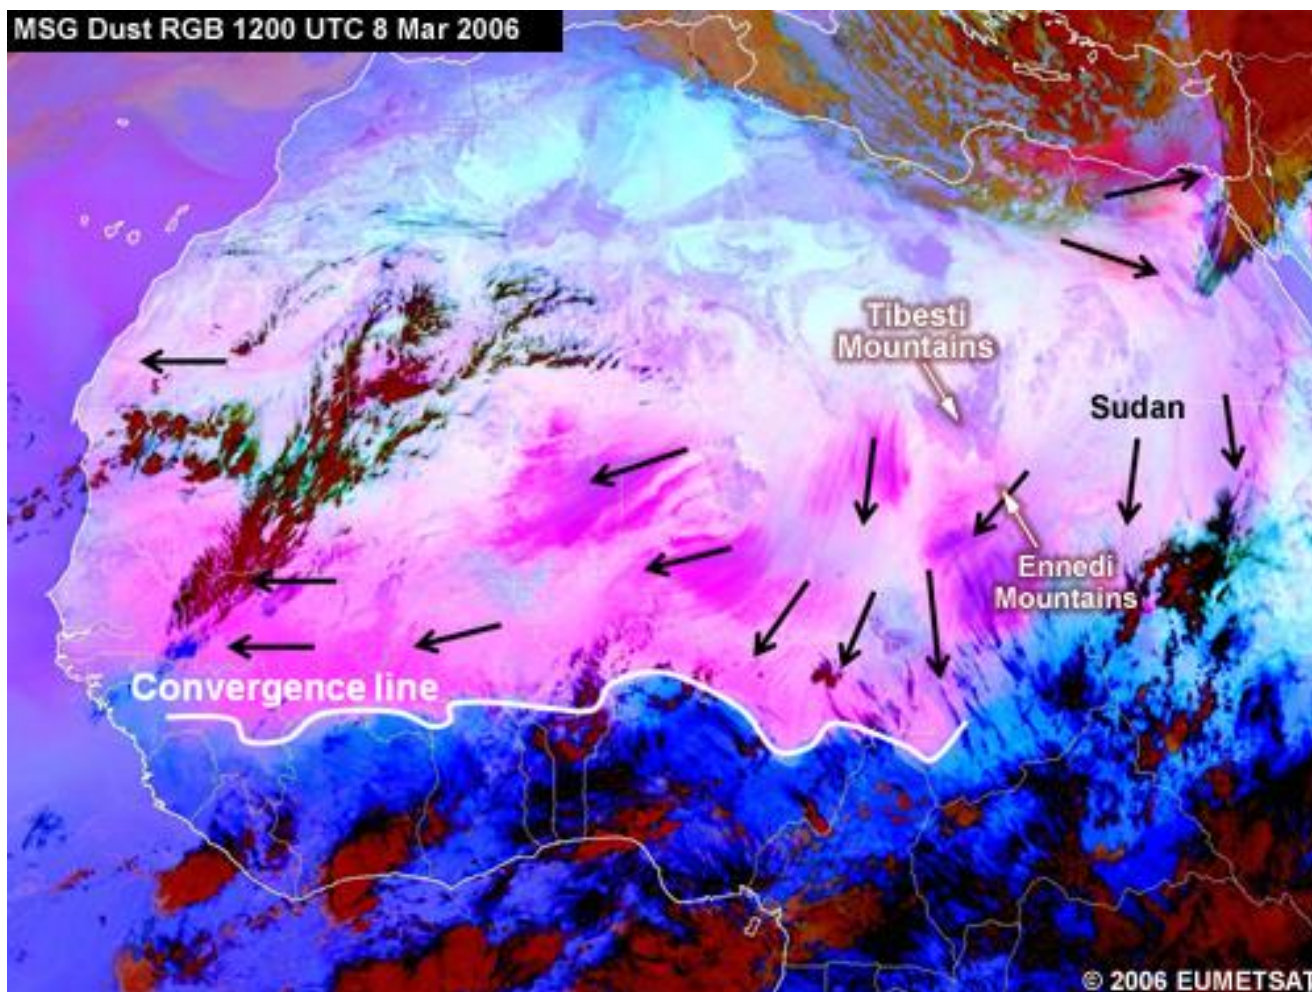 MSG Dust RGB 1200 UTC 8 Mar 2006
Tibesti
Mountains
Sudan
Ennedi
Mountains
Convergence line
© 2006 EUMETSAT